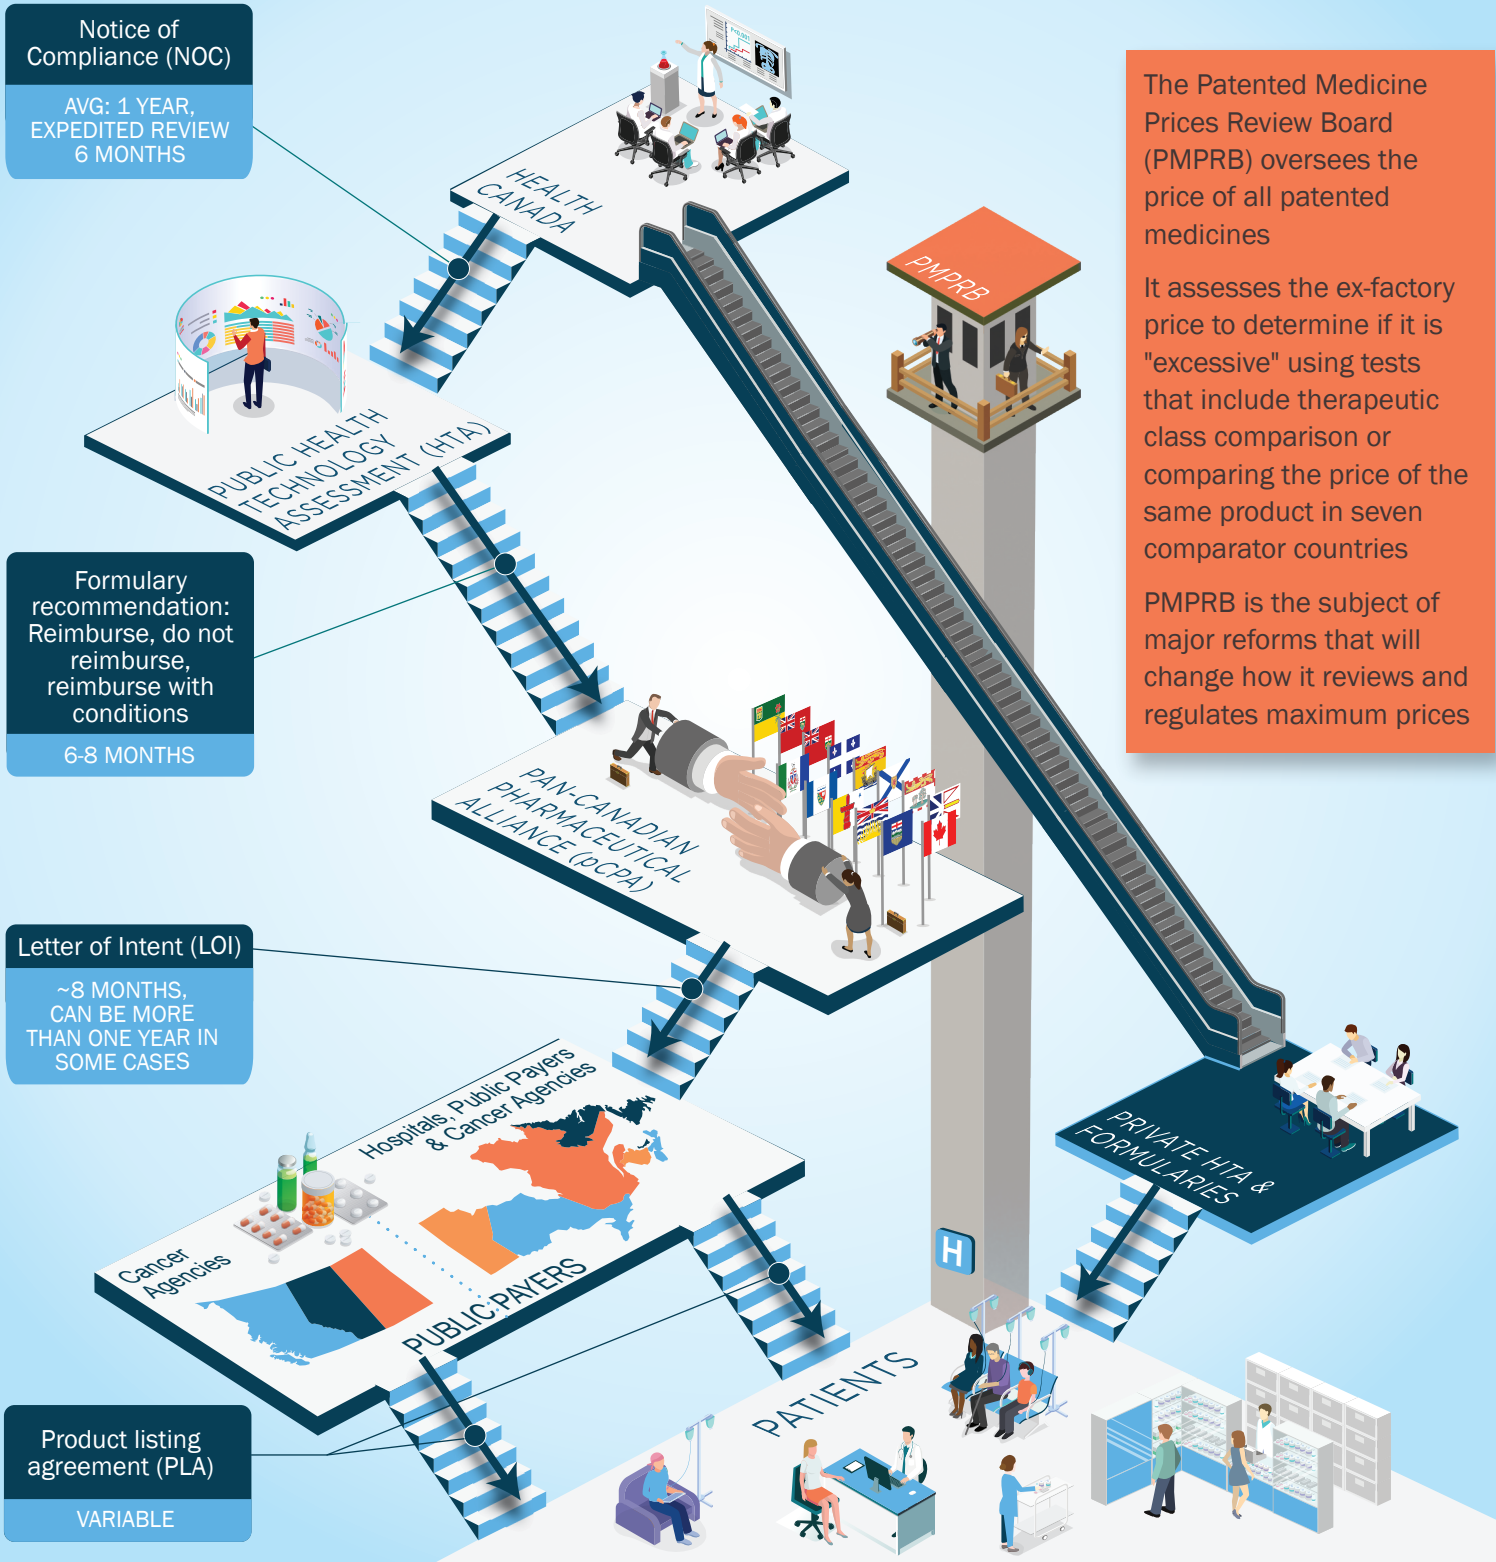 Notice of
Compliance (NOC)
AVG: 1 YEAR,
EXPEDITED REVIEW
6 MONTHS
HEALTH
CANADA
PMPRB
The Patented Medicine
Prices Review Board
(PMPRB) oversees the
price of all patented
medicines
It assesses the ex-factory
price to determine if it is
"excessive" using tests
that include therapeutic
class comparison or
comparing the price of the
same product in seven
comparator countries
PMPRB is the subject of
major reforms that will
change how it reviews and
regulates maximum prices
PUBLIC HEALTH
TECHNOLOGY
ASSESSMENT (HTA)
Formulary
recommendation:
Reimburse, do not
reimburse,
reimburse with
conditions
6-8 MONTHS
PAN-CANADIAN
PHARMACEUTICAL
ALLIANCE (pCPA)
Letter of Intent (LOI)
~8 MONTHS,
CAN BE MORE
THAN ONE YEAR IN
SOME CASES
Hospitals, Public Payers
& Cancer Agencies
Cancer
Agencies
PUBLIC PAYERS
PRIVATE HTA &
FORMULARIES
H
PATIENTS
Product listing
agreement (PLA)
VARIABLE